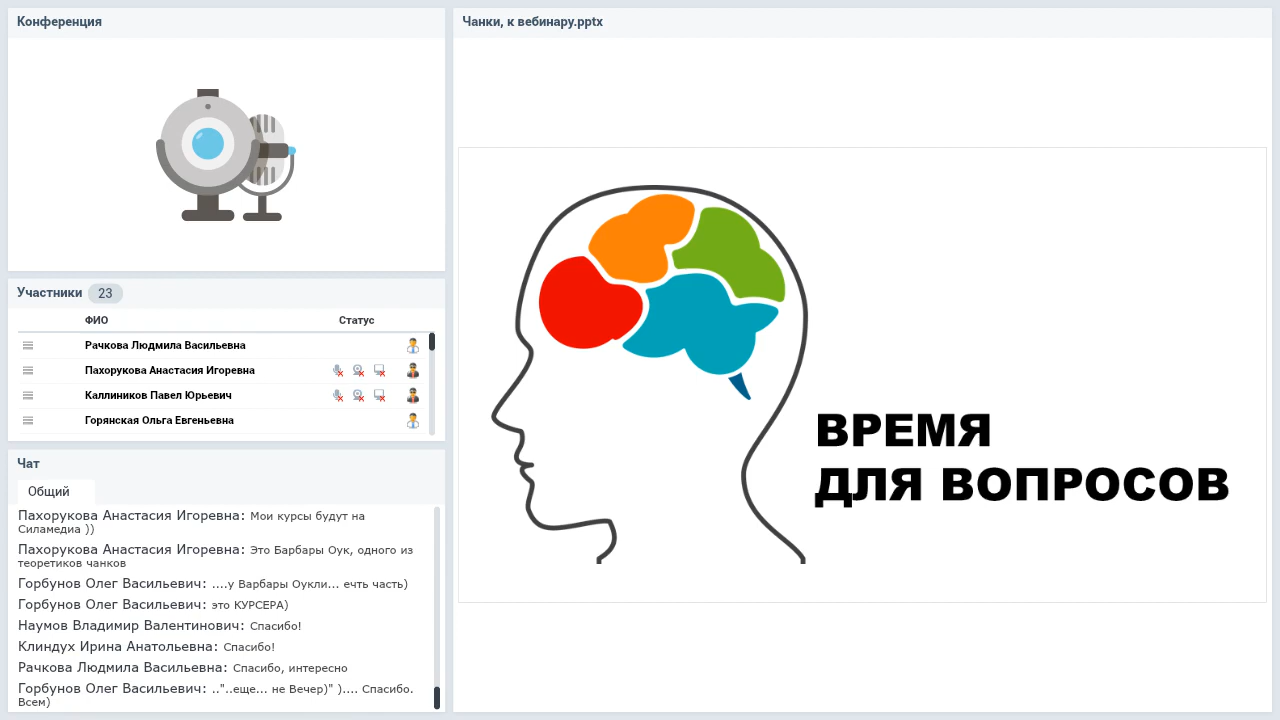 Конференция
Участники 23
ФИО Статус
Рачкова Людмила Васильевна
Пахорукова Анастасия Игоревна
Каллиников Павел Юрьевич
Горянская Ольга Евгеньевна
Чат
Общий
Пахорукова Анастасия Игоревна: Мои курсы будут на
Силамедиа ))
Пахорукова Анастасия Игоревна: Это Барбары Оук, одного из
теоретиков чанков
Горбунов Олег Васильевич: ....у Варбары Оукли... ечть часть)
Горбунов Олег Васильевич: это КУРСЕРА)
Наумов Владимир Валентинович: Спасибо!
Клиндух Ирина Анатольевна: Спасибо!
Рачкова Людмила Васильевна: Спасибо, интересно
Горбунов Олег Васильевич: .."..еще... не Вечер)" ).... Спасибо.
Всем)
Чанки, к вебинару.pptx
ВРЕМЯ
ДЛЯ ВОПРОСОВ